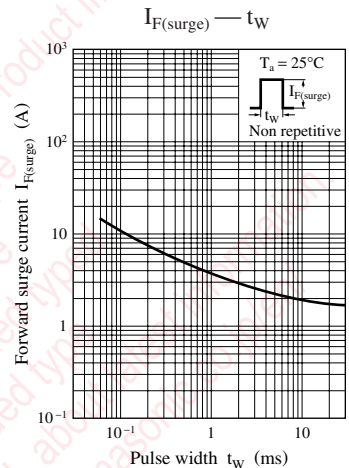 I_F(surge) — t_W
T_a = 25°C
I_F(surge)
t_W
Non repetitive
Forward surge current I_F(surge) (A)
10³
10²
10
1
10⁻¹
10⁻¹ 1 10
Pulse width t_W (ms)